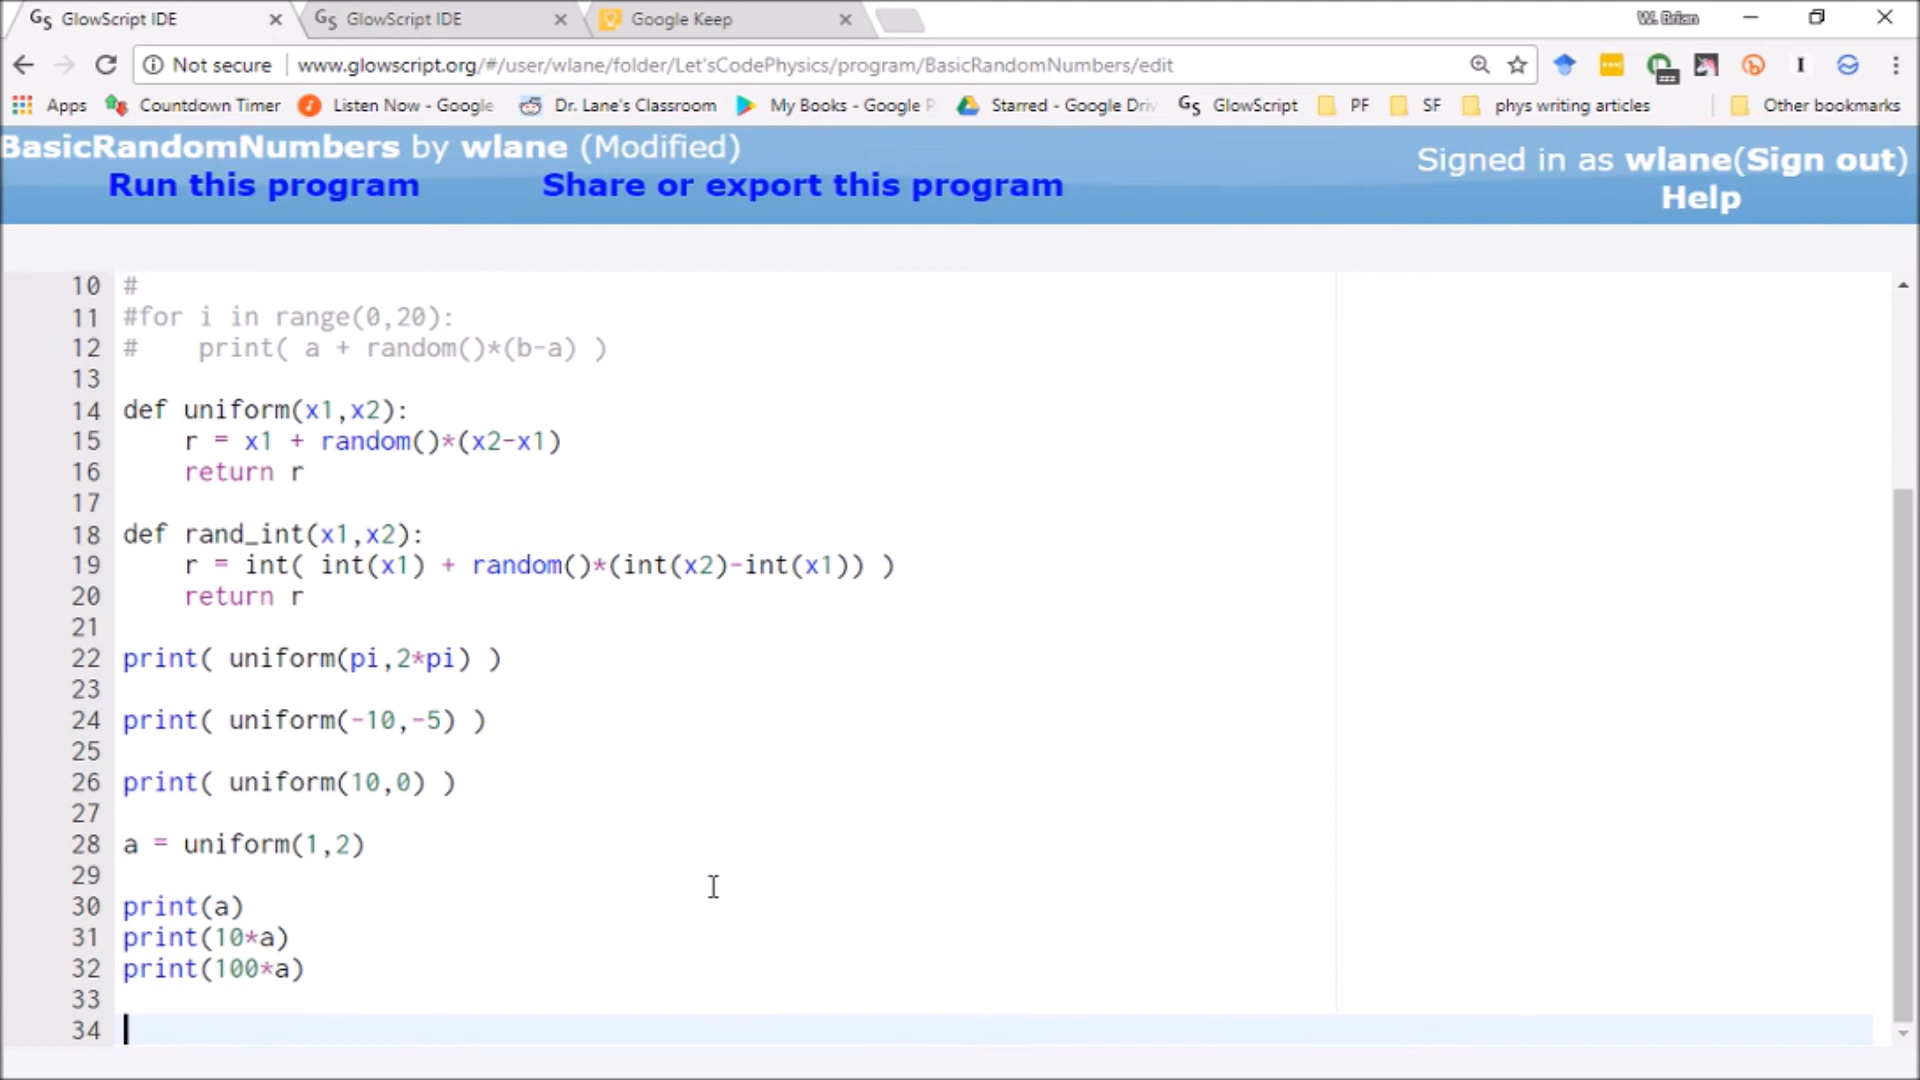 GlowScript IDE
GlowScript IDE
Google Keep
W. Brian
Not secure
www.glowscript.org/#/user/wlane/folder/Let'sCodePhysics/program/BasicRandomNumbers/edit
Apps
Countdown Timer
Listen Now - Google
Dr. Lane's Classroom
My Books - Google P
Starred - Google Driv
GlowScript
PF
SF
phys writing articles
Other bookmarks
BasicRandomNumbers by wlane (Modified)
Signed in as wlane(Sign out)
Run this program
Share or export this program
Help
10 #
11 #for i in range(0,20):
12 #    print( a + random()*(b-a) )
13
14 def uniform(x1,x2):
15     r = x1 + random()*(x2-x1)
16     return r
17
18 def rand_int(x1,x2):
19     r = int( int(x1) + random()*(int(x2)-int(x1)) )
20     return r
21
22 print( uniform(pi,2*pi) )
23
24 print( uniform(-10,-5) )
25
26 print( uniform(10,0) )
27
28 a = uniform(1,2)
29
30 print(a)
31 print(10*a)
32 print(100*a)
33
34